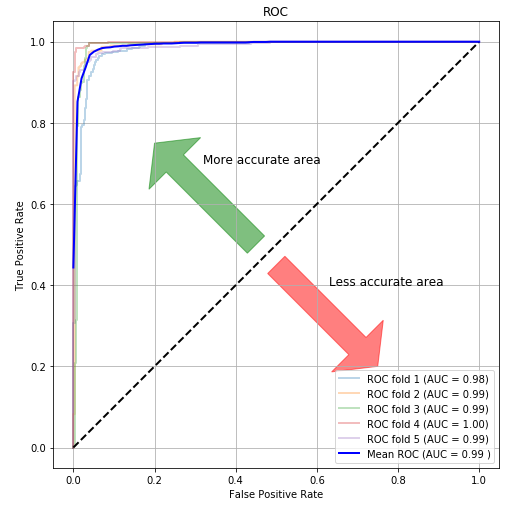 ROC
1.0
0.8
0.6
0.4
0.2
0.0
True Positive Rate
More accurate area
Less accurate area
ROC fold 1 (AUC = 0.98)
ROC fold 2 (AUC = 0.99)
ROC fold 3 (AUC = 0.99)
ROC fold 4 (AUC = 1.00)
ROC fold 5 (AUC = 0.99)
Mean ROC (AUC = 0.99 )
0.0 0.2 0.4 0.6 0.8 1.0
False Positive Rate